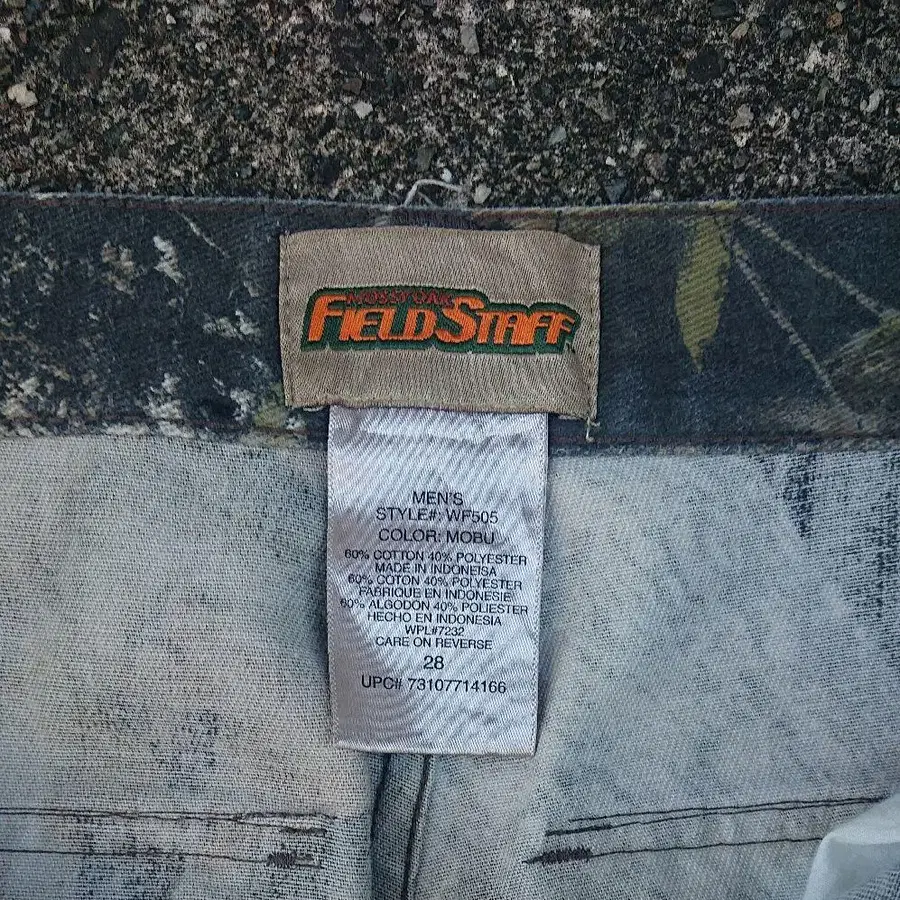 MOSSY OAK
FIELDSTAFF
MEN'S
STYLE#: WF505
COLOR: MOBU
60% COTTON 40% POLYESTER
MADE IN INDONEISA
60% COTON 40% POLYESTER
FABRIQUE EN INDONESIE
60% ALGODON 40% POLIESTER
HECHO EN INDONESIA
WPL#7232
CARE ON REVERSE
28
UPC# 73107714166